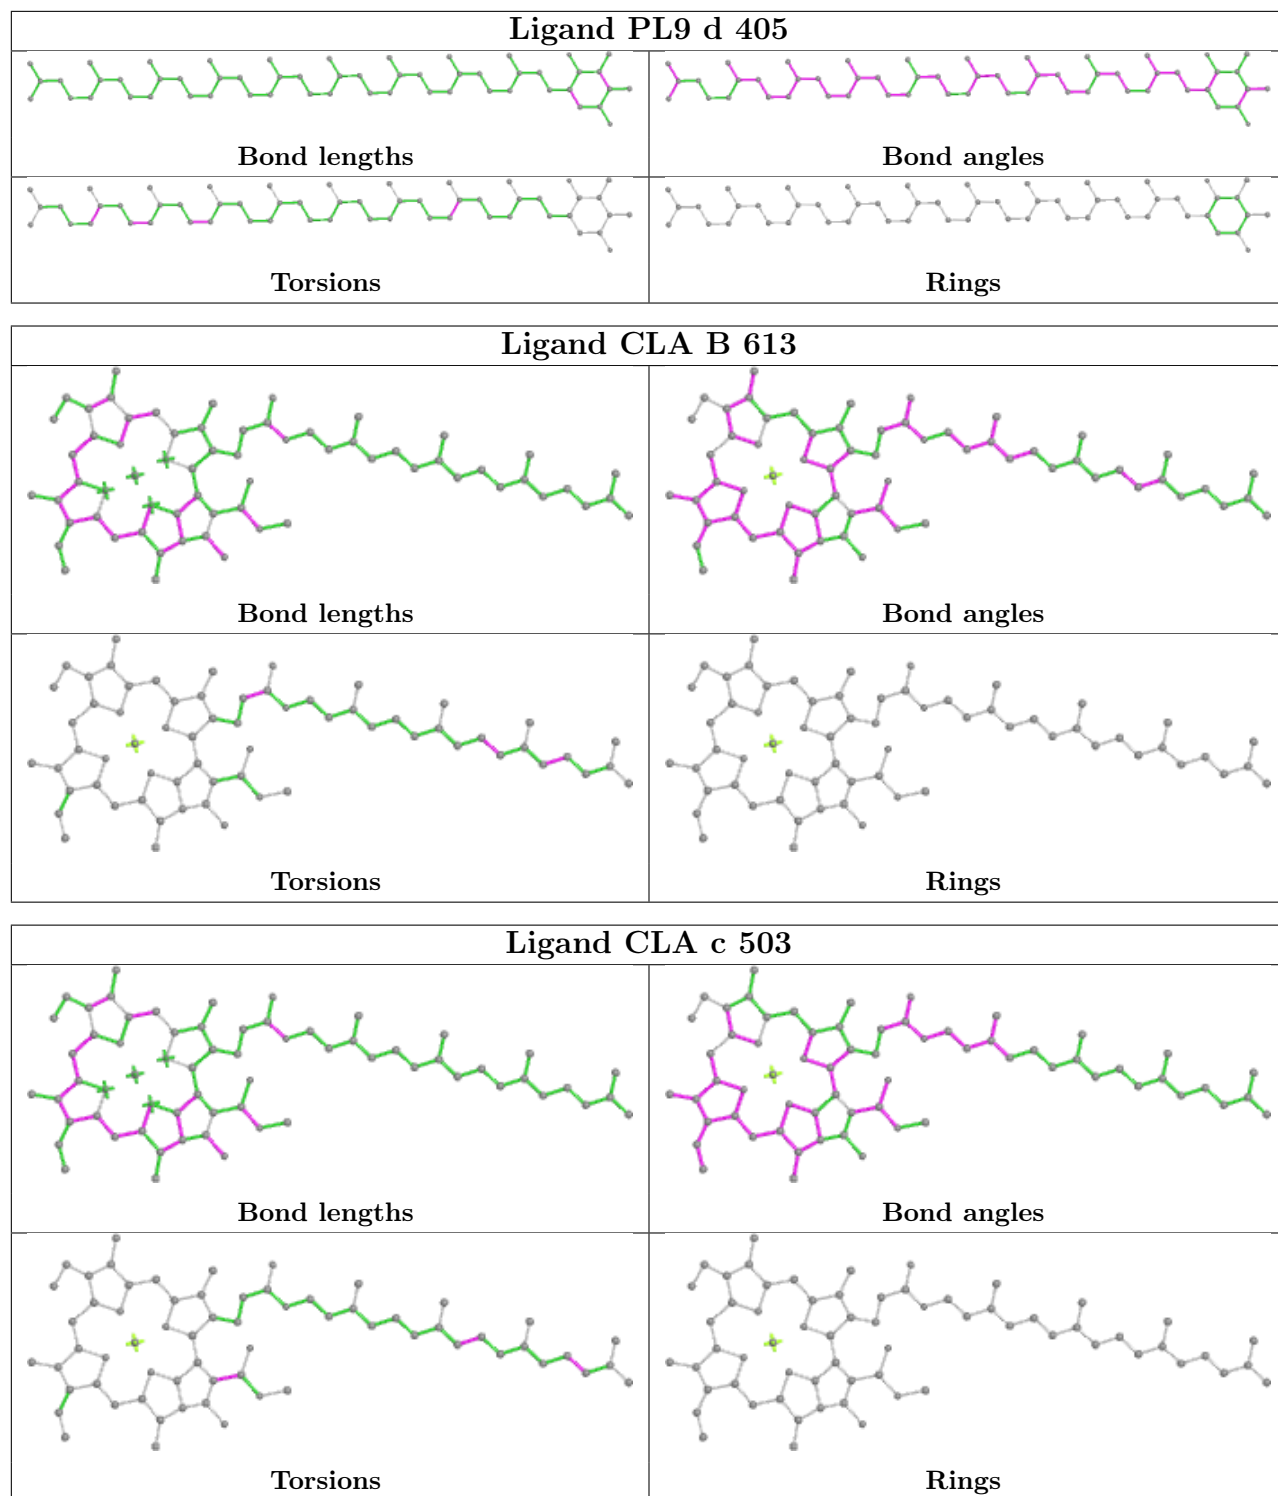 Ligand PL9 d 405
Bond lengths
Bond angles
Torsions
Rings
Ligand CLA B 613
Bond lengths
Bond angles
Torsions
Rings
Ligand CLA c 503
Bond lengths
Bond angles
Torsions
Rings